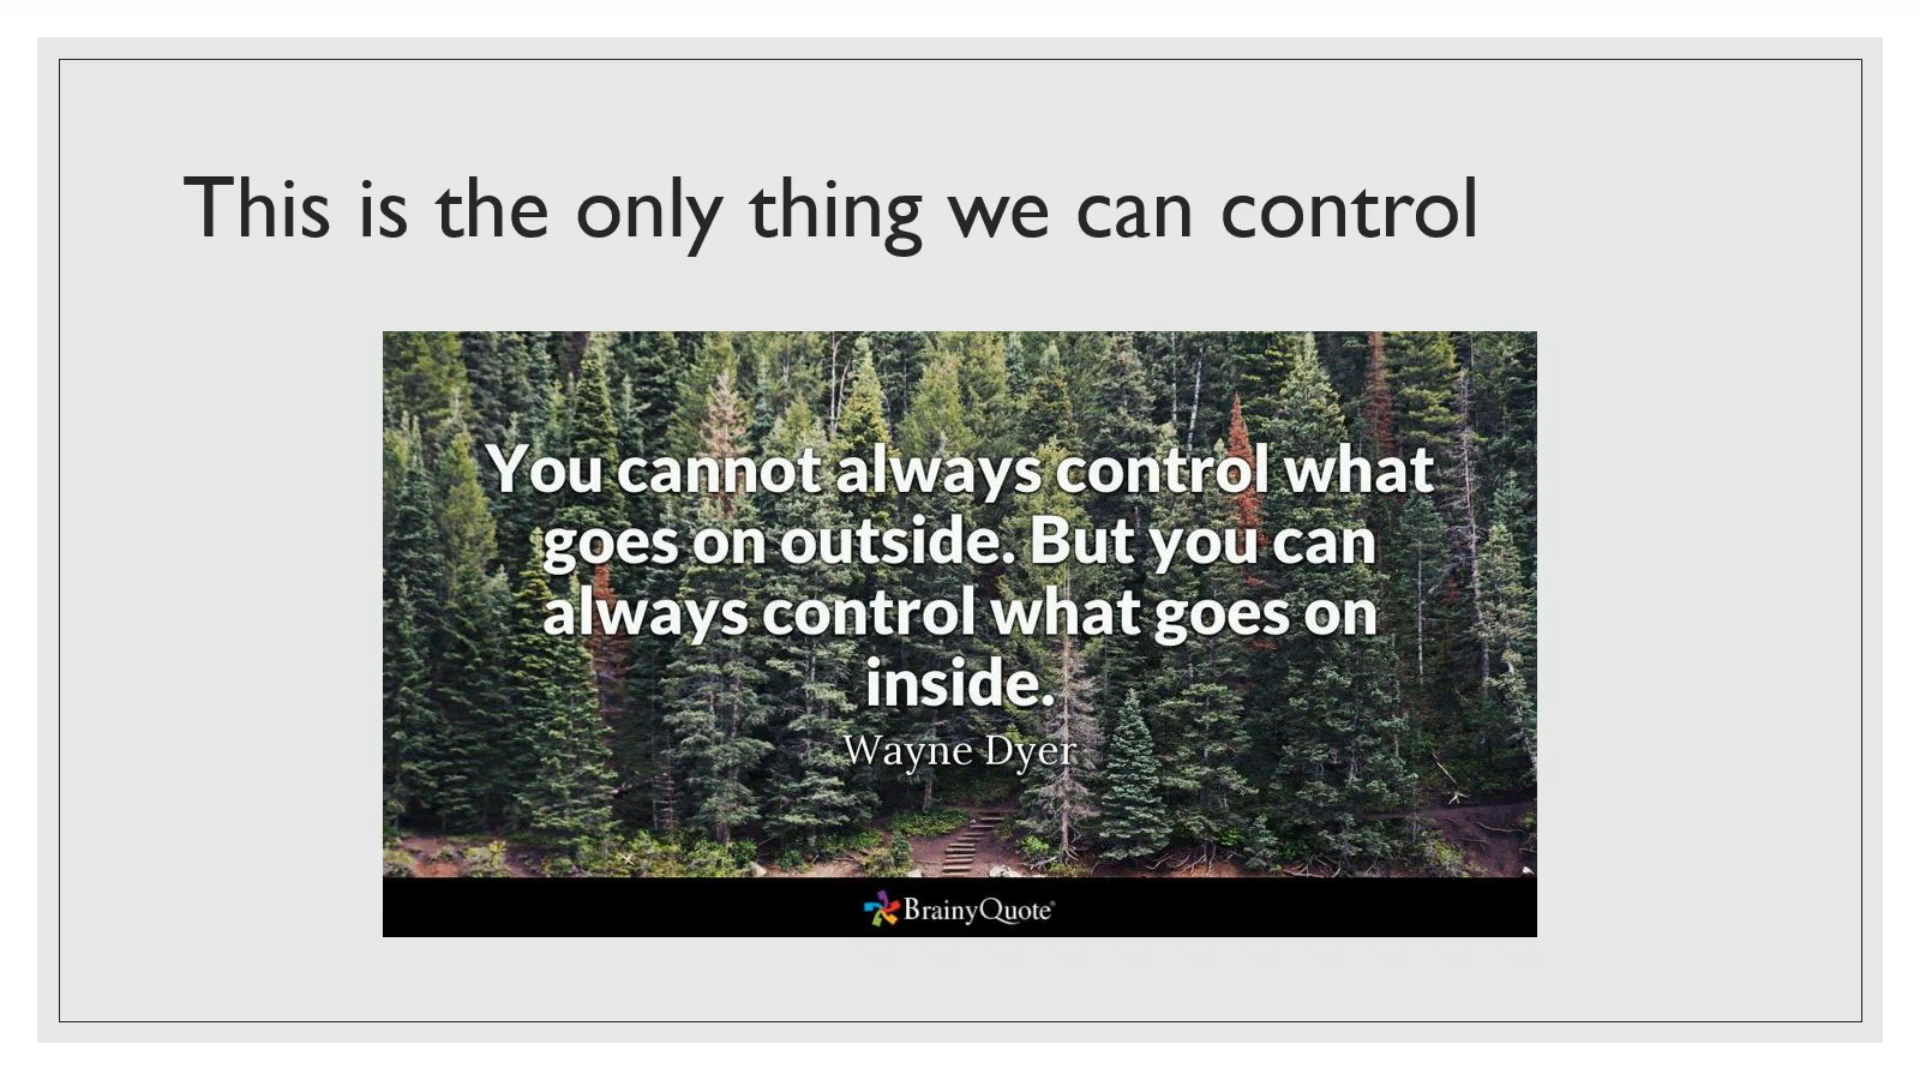 This is the only thing we can control
You cannot always control what
goes on outside. But you can
always control what goes on
inside.
Wayne Dyer
BrainyQuote®